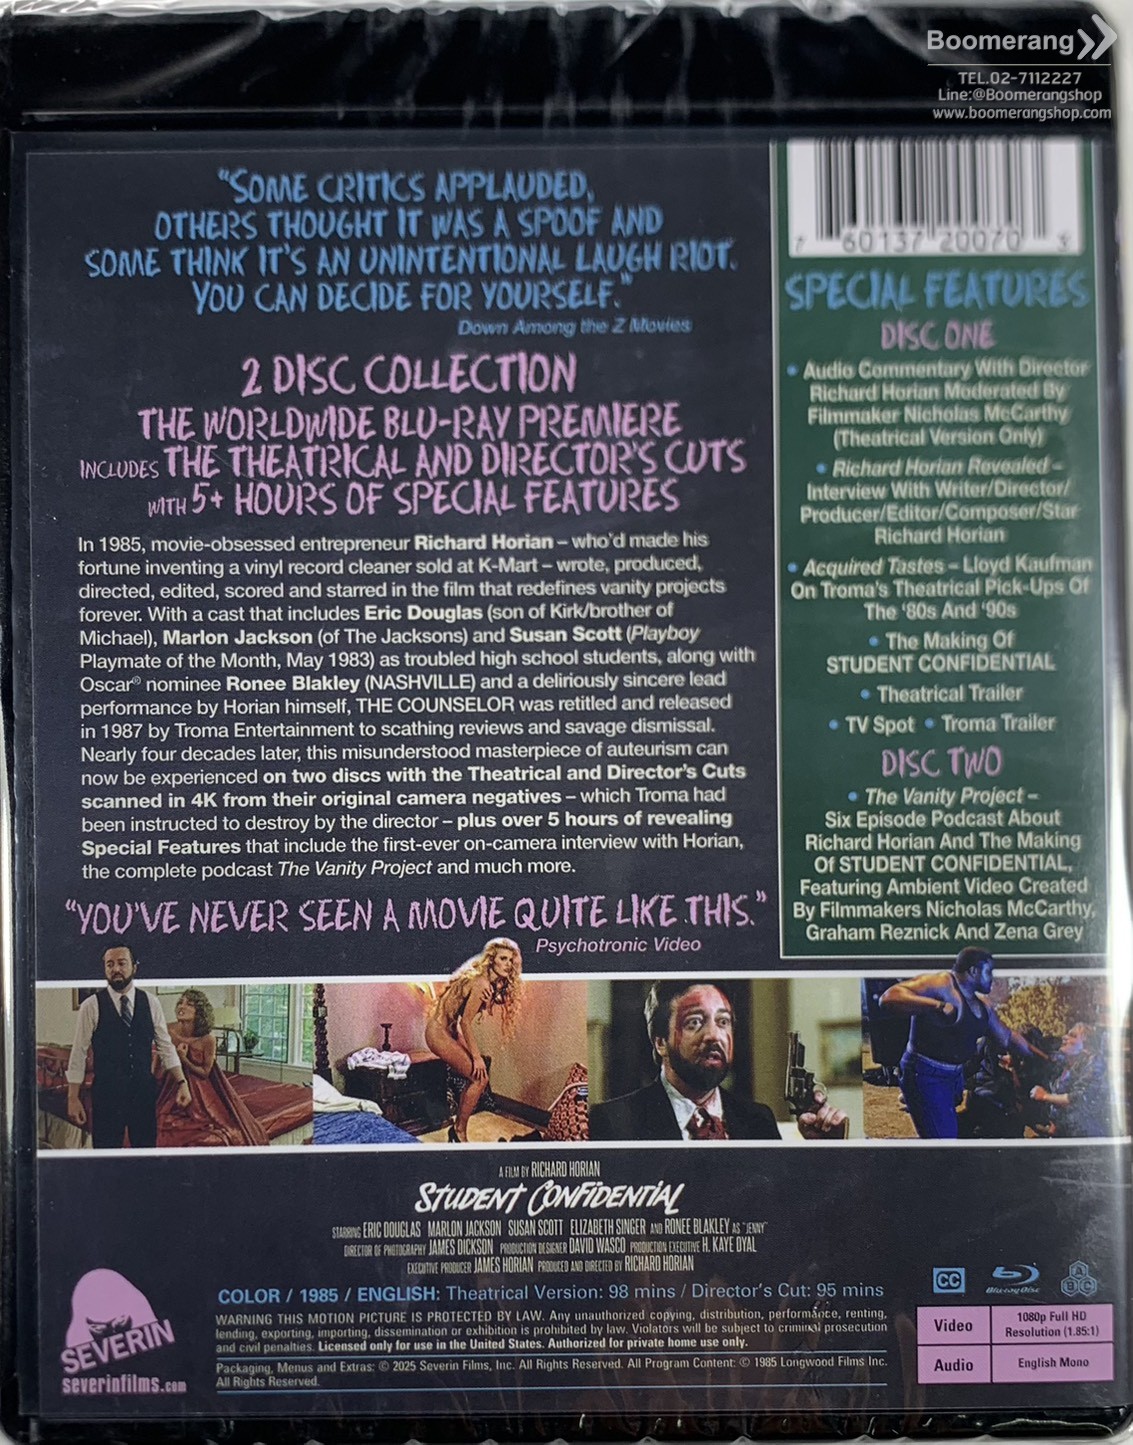 Boomerang
TEL.02-7112227
Line:@Boomerangshop
www.boomerangshop.com
"SOME CRITICS APPLAUDED,
OTHERS THOUGHT IT WAS A SPOOF AND
SOME THINK IT'S AN UNINTENTIONAL LAUGH RIOT.
YOU CAN DECIDE FOR YOURSELF."
Down Among the Z Movies
2 DISC COLLECTION
THE WORLDWIDE BLU-RAY PREMIERE
INCLUDES THE THEATRICAL AND DIRECTOR'S CUTS
WITH 5+ HOURS OF SPECIAL FEATURES
In 1985, movie-obsessed entrepreneur Richard Horian – who'd made his
fortune inventing a vinyl record cleaner sold at K-Mart – wrote, produced,
directed, edited, scored and starred in the film that redefines vanity projects
forever. With a cast that includes Eric Douglas (son of Kirk/brother of
Michael), Marlon Jackson (of The Jacksons) and Susan Scott (Playboy
Playmate of the Month, May 1983) as troubled high school students, along with
Oscar® nominee Ronee Blakley (NASHVILLE) and a deliriously sincere lead
performance by Horian himself, THE COUNSELOR was retitled and released
in 1987 by Troma Entertainment to scathing reviews and savage dismissal.
Nearly four decades later, this misunderstood masterpiece of auteurism can
now be experienced on two discs with the Theatrical and Director's Cuts
scanned in 4K from their original camera negatives – which Troma had
been instructed to destroy by the director – plus over 5 hours of revealing
Special Features that include the first-ever on-camera interview with Horian,
the complete podcast The Vanity Project and much more.
"YOU'VE NEVER SEEN A MOVIE QUITE LIKE THIS."
Psychotronic Video
60137 20070
SPECIAL FEATURES
DISC ONE
• Audio Commentary With Director
Richard Horian Moderated By
Filmmaker Nicholas McCarthy
(Theatrical Version Only)
• Richard Horian Revealed –
Interview With Writer/Director/
Producer/Editor/Composer/Star
Richard Horian
• Acquired Tastes – Lloyd Kaufman
On Troma's Theatrical Pick-Ups Of
The '80s And '90s
• The Making Of
STUDENT CONFIDENTIAL
• Theatrical Trailer
• TV Spot • Troma Trailer
DISC TWO
• The Vanity Project –
Six Episode Podcast About
Richard Horian And The Making
Of STUDENT CONFIDENTIAL,
Featuring Ambient Video Created
By Filmmakers Nicholas McCarthy,
Graham Reznick And Zena Grey
A FILM BY RICHARD HORIAN
STUDENT CONFIDENTIAL
STARRING ERIC DOUGLAS MARLON JACKSON SUSAN SCOTT ELIZABETH SINGER AND RONEE BLAKLEY AS "JENNY"
DIRECTOR OF PHOTOGRAPHY JAMES DICKSON PRODUCTION DESIGNER DAVID WASCO PRODUCTION EXECUTIVE H. KAYE DYAL
EXECUTIVE PRODUCER JAMES HORIAN PRODUCED AND DIRECTED BY RICHARD HORIAN
COLOR / 1985 / ENGLISH: Theatrical Version: 98 mins / Director's Cut: 95 mins
WARNING THIS MOTION PICTURE IS PROTECTED BY LAW. Any unauthorized copying, distribution, performance, renting,
lending, exporting, importing, dissemination or exhibition is prohibited by law. Violators will be subject to criminal prosecution
and civil penalties. Licensed only for use in the United States. Authorized for private home use only.
Packaging, Menus and Extras: © 2025 Severin Films, Inc. All Rights Reserved. All Program Content: © 1985 Longwood Films Inc.
All Rights Reserved.
SEVERIN
severinfilms.com
CC
Blu-ray Disc
A B C
Video
1080p Full HD
Resolution (1.85:1)
Audio
English Mono